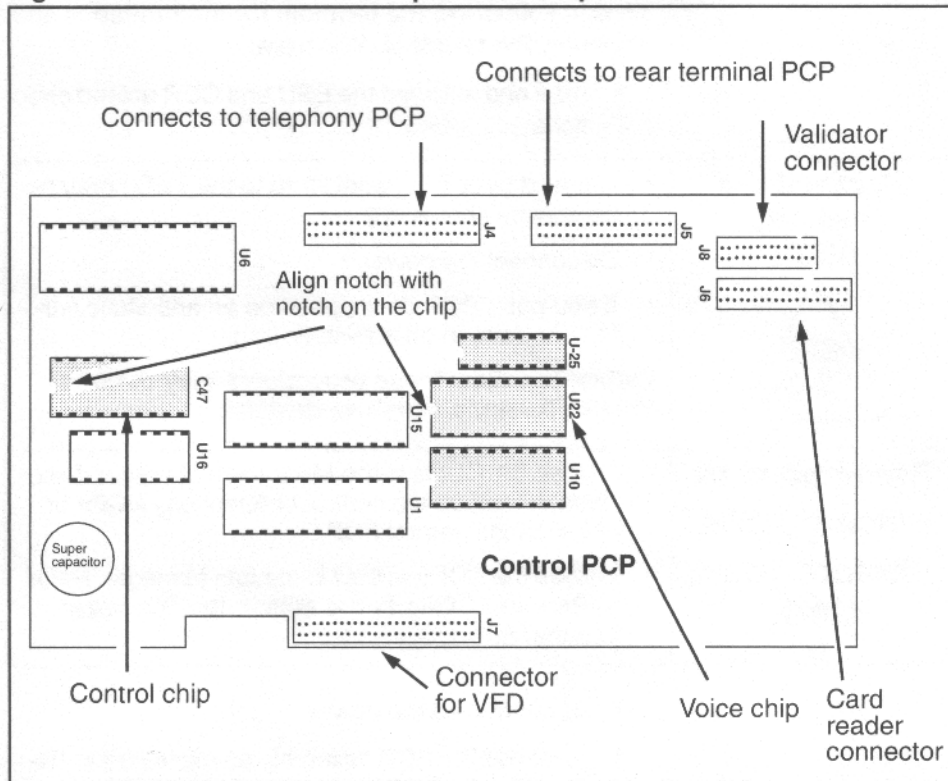 Connects to rear terminal PCP
Connects to telephony PCP
Validator
connector
J4
J5
J8
J6
U6
Align notch with
notch on the chip
U-25
C47
U15
U22
U16
U10
U1
Super
capacitor
Control PCP
J7
Control chip
Connector
for VFD
Voice chip
Card
reader
connector